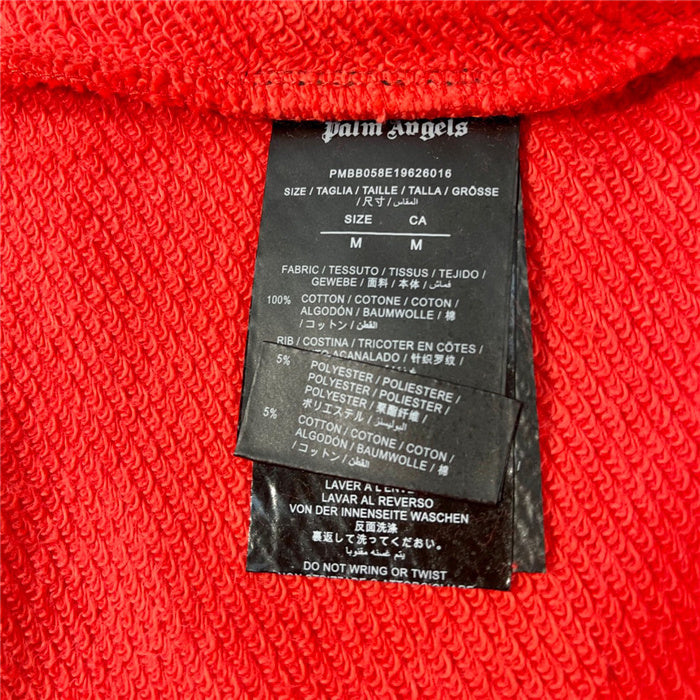 Palm Angels
PMBB058E19626016
SIZE / TAGLIA / TAILLE / TALLA / GRÖSSE
/ 尺寸 / المقاس /
SIZE CA
M M
FABRIC / TESSUTO / TISSUS / TEJIDO /
GEWEBE / 面料 / 本体 / قماش /
100% COTTON / COTONE / COTON /
ALGODÓN / BAUMWOLLE / 棉
/ コットン / القطن /
RIB / COSTINA / TRICOTER EN CÔTES /
ACANALADO / 针织罗纹 /
5% POLYESTER / POLIESTERE /
POLYESTER / POLIESTER /
POLYESTER / 聚酯纤维 /
ポリエステル / البوليستر /
5% COTTON / COTONE / COTON /
ALGODÓN / BAUMWOLLE / 棉
/ コットン / القطن /
LAVER A L'ENV
LAVAR AL REVERSO
VON DER INNENSEITE WASCHEN
反面洗涤
裏返して洗ってください。
يتم غسله مقلوبا
DO NOT WRING OR TWIST